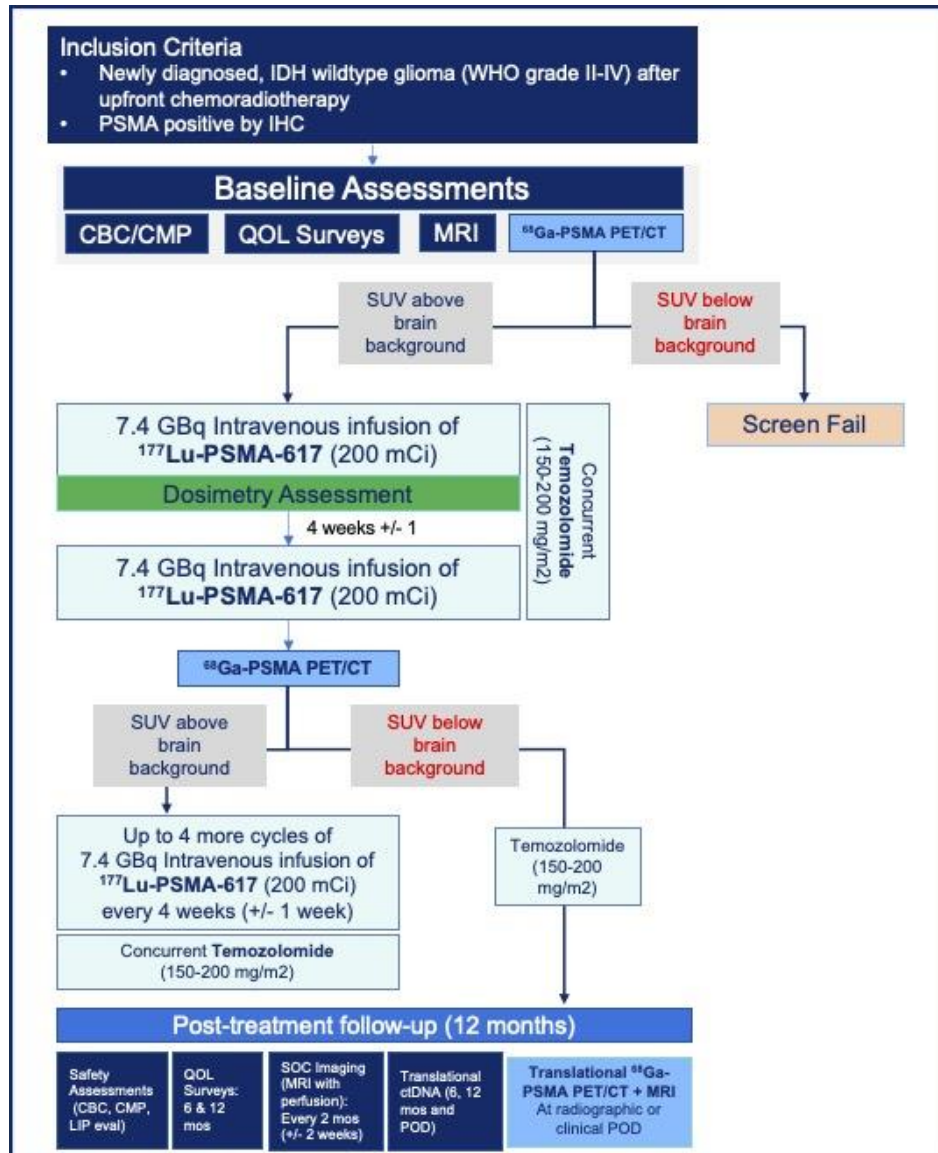 Inclusion Criteria
• Newly diagnosed, IDH wildtype glioma (WHO grade II-IV) after
upfront chemoradiotherapy
• PSMA positive by IHC
Baseline Assessments
CBC/CMP
QOL Surveys
MRI
⁶⁸Ga-PSMA PET/CT
SUV above
brain
background
SUV below
brain
background
7.4 GBq Intravenous infusion of
¹⁷⁷Lu-PSMA-617 (200 mCi)
Dosimetry Assessment
4 weeks +/- 1
7.4 GBq Intravenous infusion of
¹⁷⁷Lu-PSMA-617 (200 mCi)
Concurrent
Temozolomide
(150-200 mg/m2)
Screen Fail
⁶⁸Ga-PSMA PET/CT
SUV above
brain
background
SUV below
brain
background
Up to 4 more cycles of
7.4 GBq Intravenous infusion of
¹⁷⁷Lu-PSMA-617 (200 mCi)
every 4 weeks (+/- 1 week)
Concurrent Temozolomide
(150-200 mg/m2)
Temozolomide
(150-200
mg/m2)
Post-treatment follow-up (12 months)
Safety
Assessments
(CBC, CMP,
LIP eval)
QOL
Surveys:
6 & 12
mos
SOC Imaging
(MRI with
perfusion):
Every 2 mos
(+/- 2 weeks)
Translational
ctDNA (6, 12
mos and
POD)
Translational ⁶⁸Ga-
PSMA PET/CT + MRI
At radiographic or
clinical POD